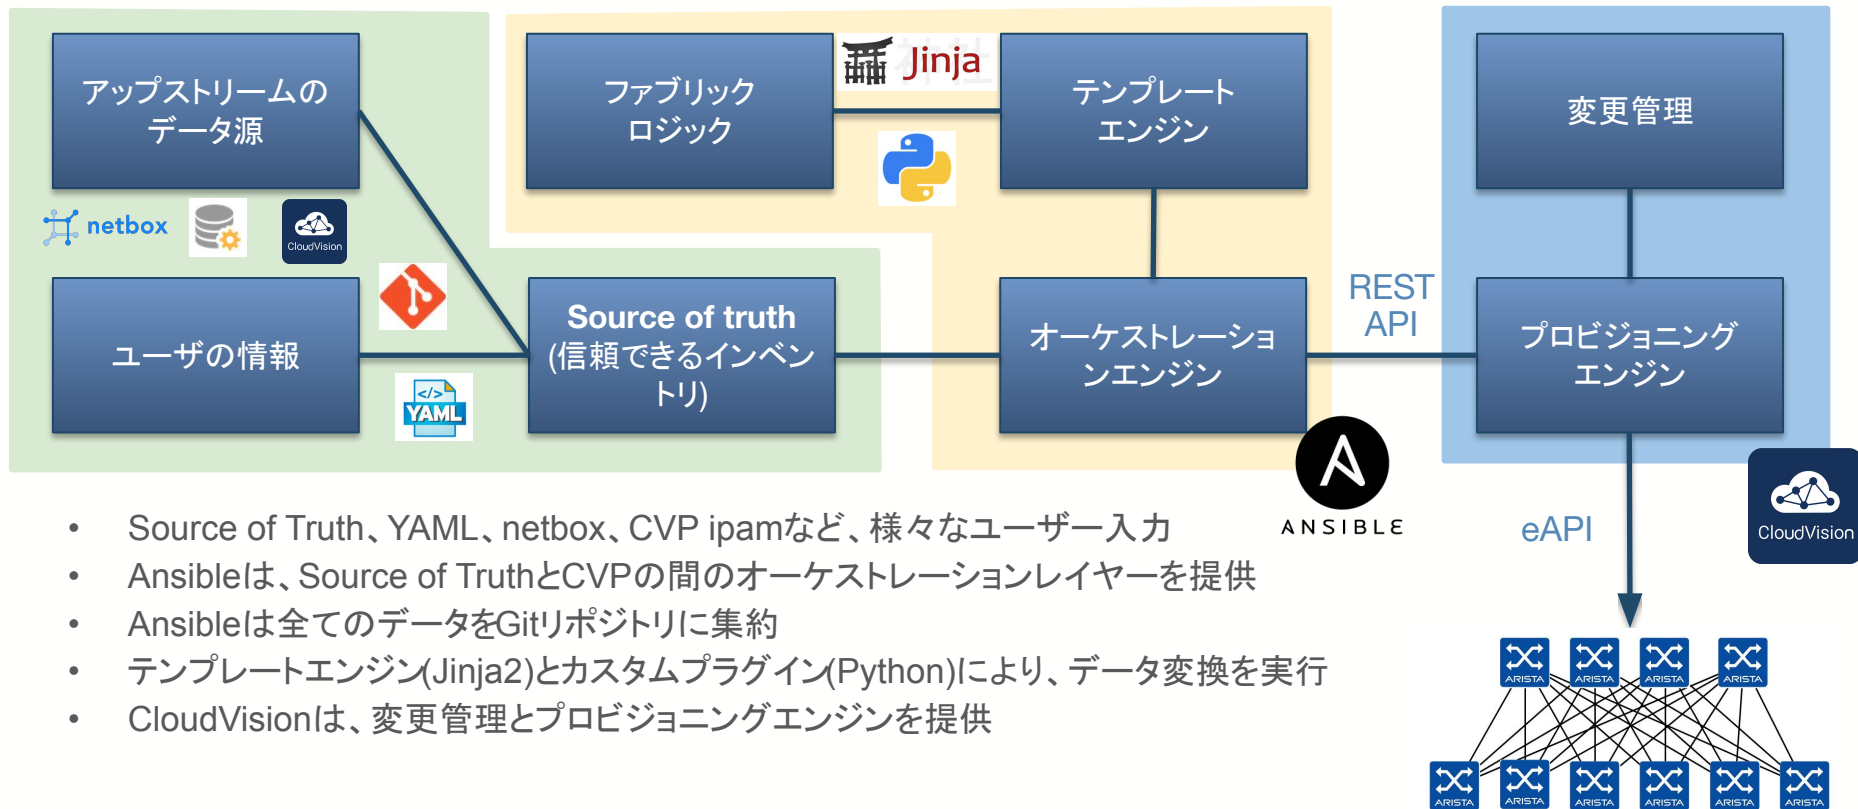 アップストリームの
データ源
netbox
CloudVision
ユーザの情報
YAML
Source of truth
(信頼できるインベン
トリ)
ファブリック
ロジック
Jinja
テンプレート
エンジン
オーケストレーショ
ンエンジン
ANSIBLE
REST
API
変更管理
プロビジョニング
エンジン
CloudVision
eAPI
• Source of Truth、YAML、netbox、CVP ipamなど、様々なユーザー入力
• Ansibleは、Source of TruthとCVPの間のオーケストレーションレイヤーを提供
• Ansibleは全てのデータをGitリポジトリに集約
• テンプレートエンジン(Jinja2)とカスタムプラグイン(Python)により、データ変換を実行
• CloudVisionは、変更管理とプロビジョニングエンジンを提供
ARISTA ARISTA ARISTA ARISTA
ARISTA ARISTA ARISTA ARISTA ARISTA ARISTA